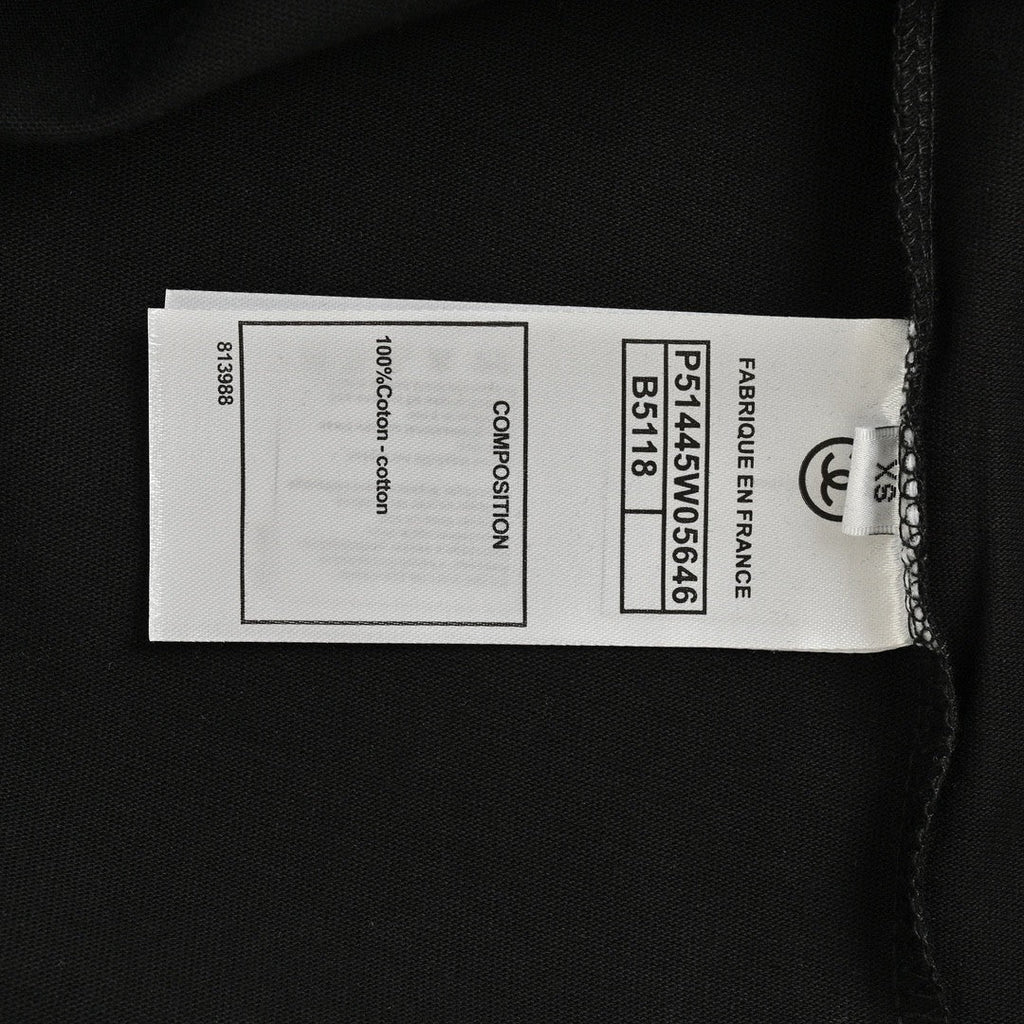 XS
FABRIQUE EN FRANCE
P51445W05646
B5118
COMPOSITION
100%Coton - cotton
813988